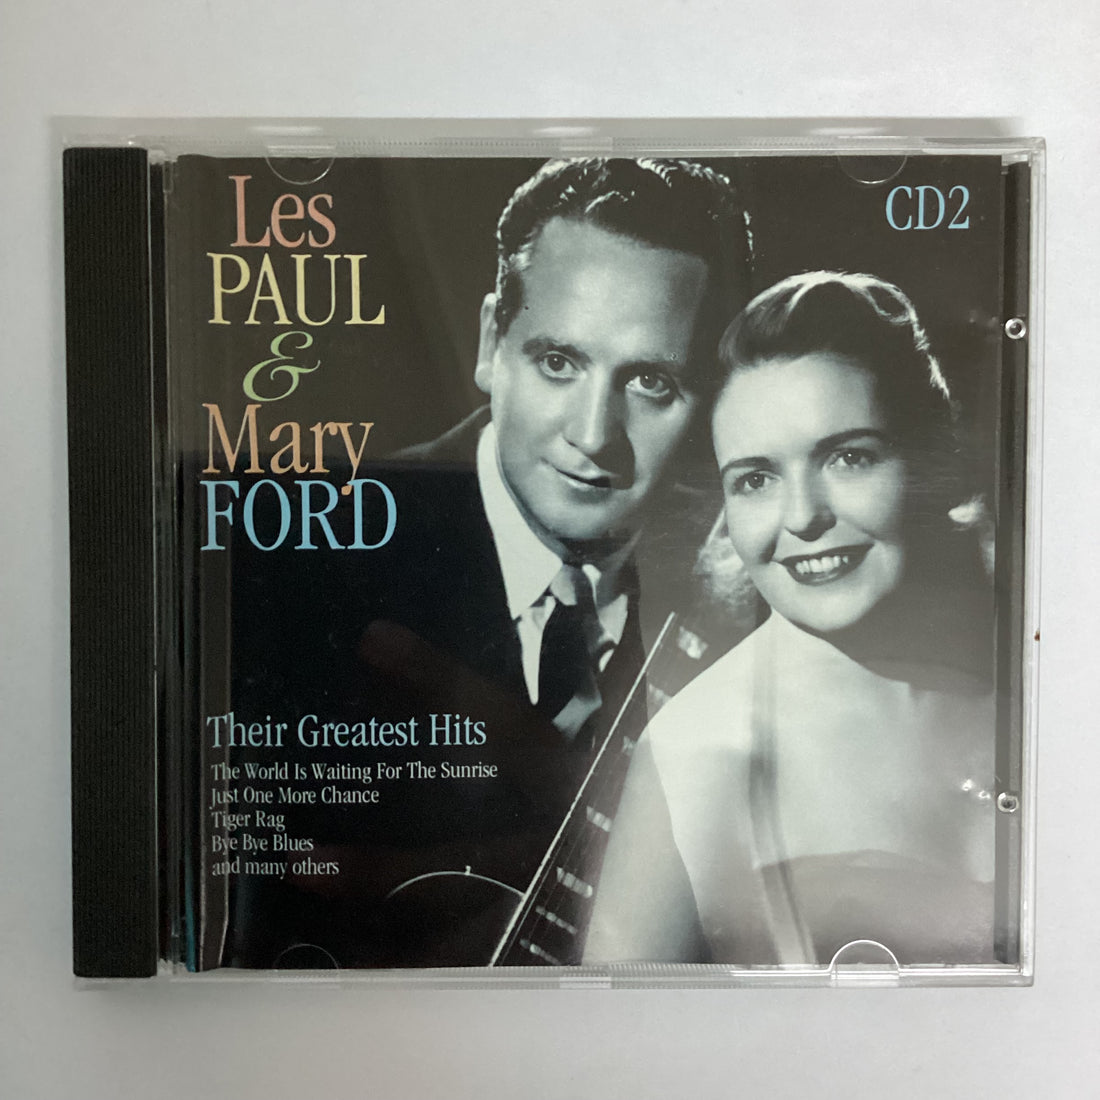 Les
PAUL
&
Mary
FORD
CD2
Their Greatest Hits
The World Is Waiting For The Sunrise
Just One More Chance
Tiger Rag
Bye Bye Blues
and many others